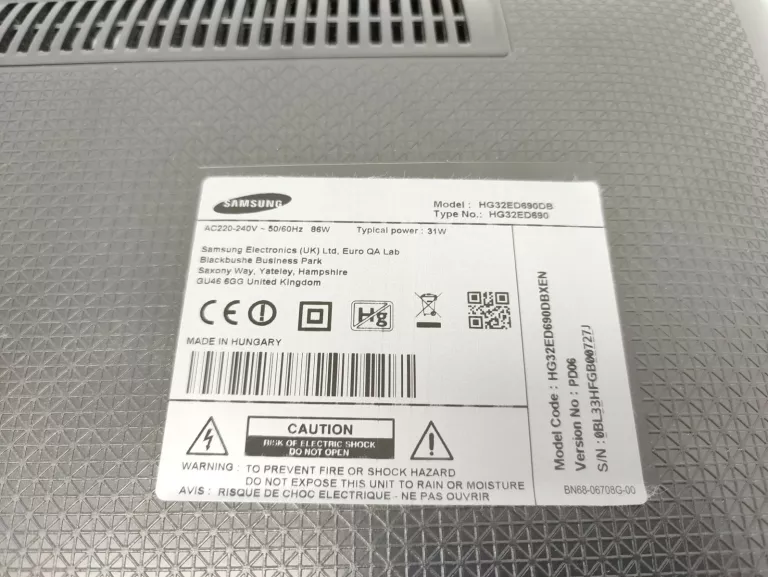 SAMSUNG
Model : HG32ED690DB
Type No.: HG32ED690
AC220-240V ~ 50/60Hz 86W Typical power : 31W
Samsung Electronics (UK) Ltd, Euro QA Lab
Blackbushe Business Park
Saxony Way, Yateley, Hampshire
GU46 6GG United Kingdom
CE
Hg
MADE IN HUNGARY
CAUTION
RISK OF ELECTRIC SHOCK
DO NOT OPEN
WARNING : TO PREVENT FIRE OR SHOCK HAZARD
DO NOT EXPOSE THIS UNIT TO RAIN OR MOISTURE
AVIS : RISQUE DE CHOC ELECTRIQUE - NE PAS OUVRIR
Model Code : HG32ED690DBXEN
Version No : PD06
S/N : 0BL33HFGB00727J
BN68-06708G-00